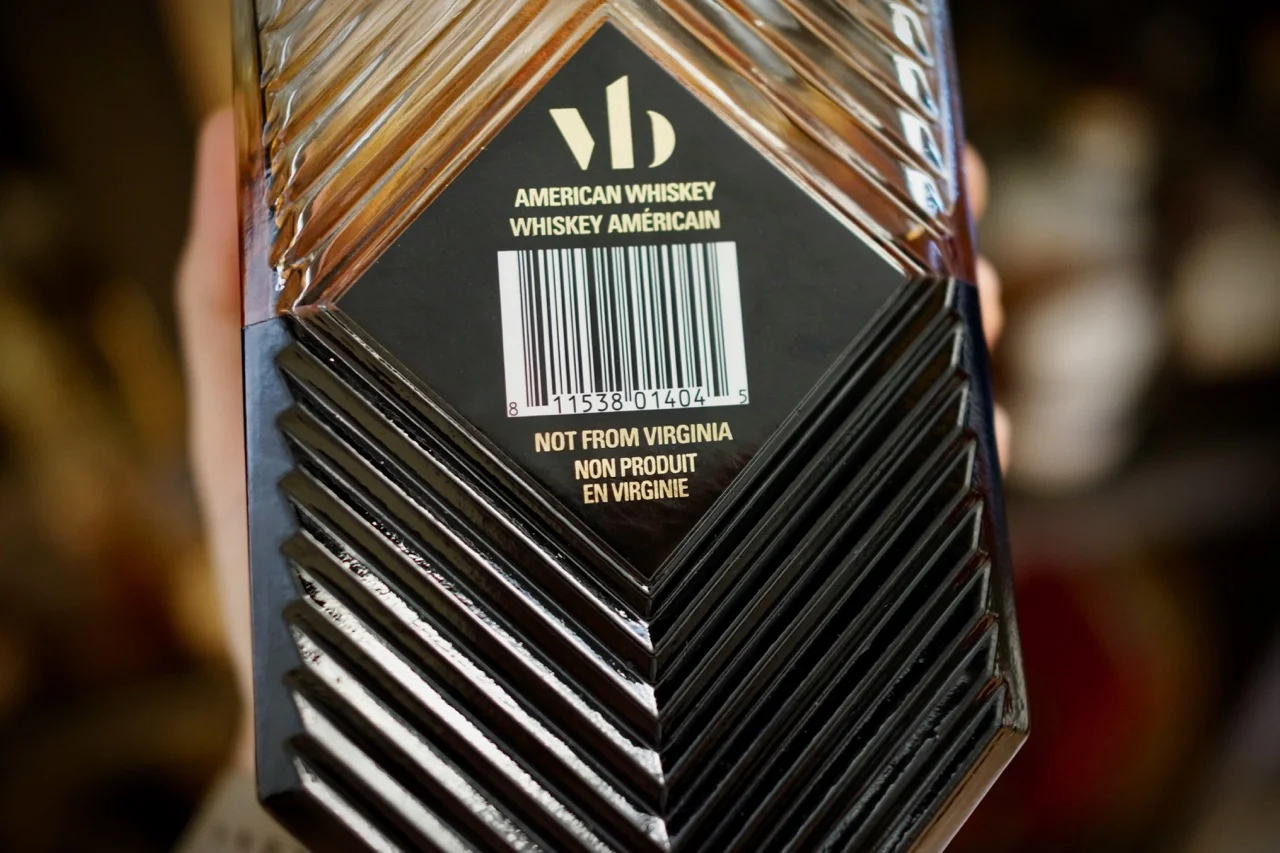 vb
AMERICAN WHISKEY
WHISKEY AMÉRICAIN
8 11538 01404 5
NOT FROM VIRGINIA
NON PRODUIT
EN VIRGINIE